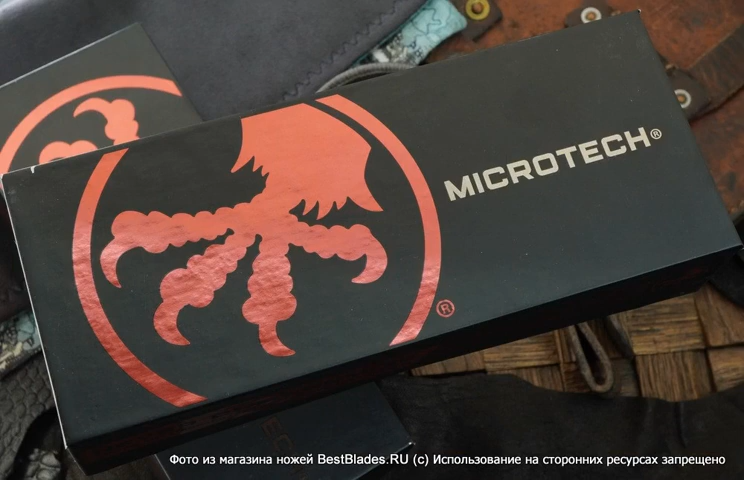 MICROTECH®
®
Фото из магазина ножей BestBlades.RU (c) Использование на сторонних ресурсах запрещено